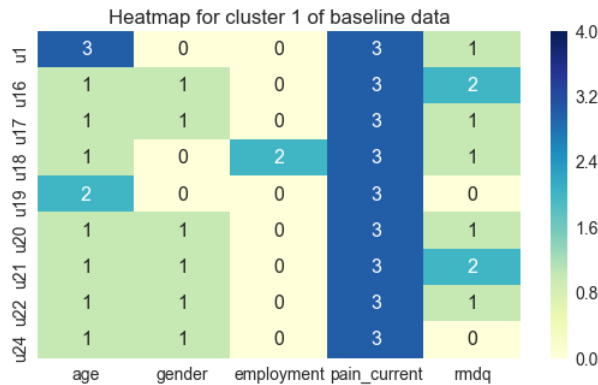 Heatmap for cluster 1 of baseline data
u1 3 0 0 3 1
u16 1 1 0 3 2
u17 1 1 0 3 1
u18 1 0 2 3 1
u19 2 0 0 3 0
u20 1 1 0 3 1
u21 1 1 0 3 2
u22 1 1 0 3 1
u24 1 1 0 3 0
age gender employment pain_current rmdq
4.0
3.2
2.4
1.6
0.8
0.0